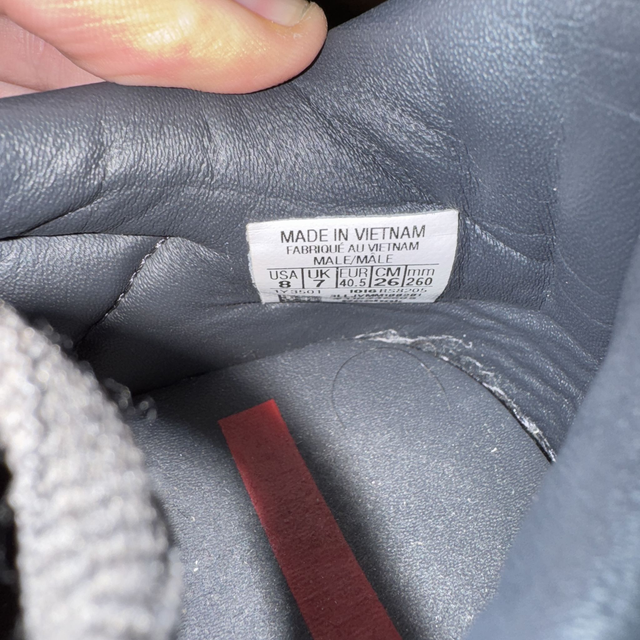 MADE IN VIETNAM
FABRIQUÉ AU VIETNAM
MALE/MÂLE
USA UK EUR CM mm
8 7 40.5 26 260